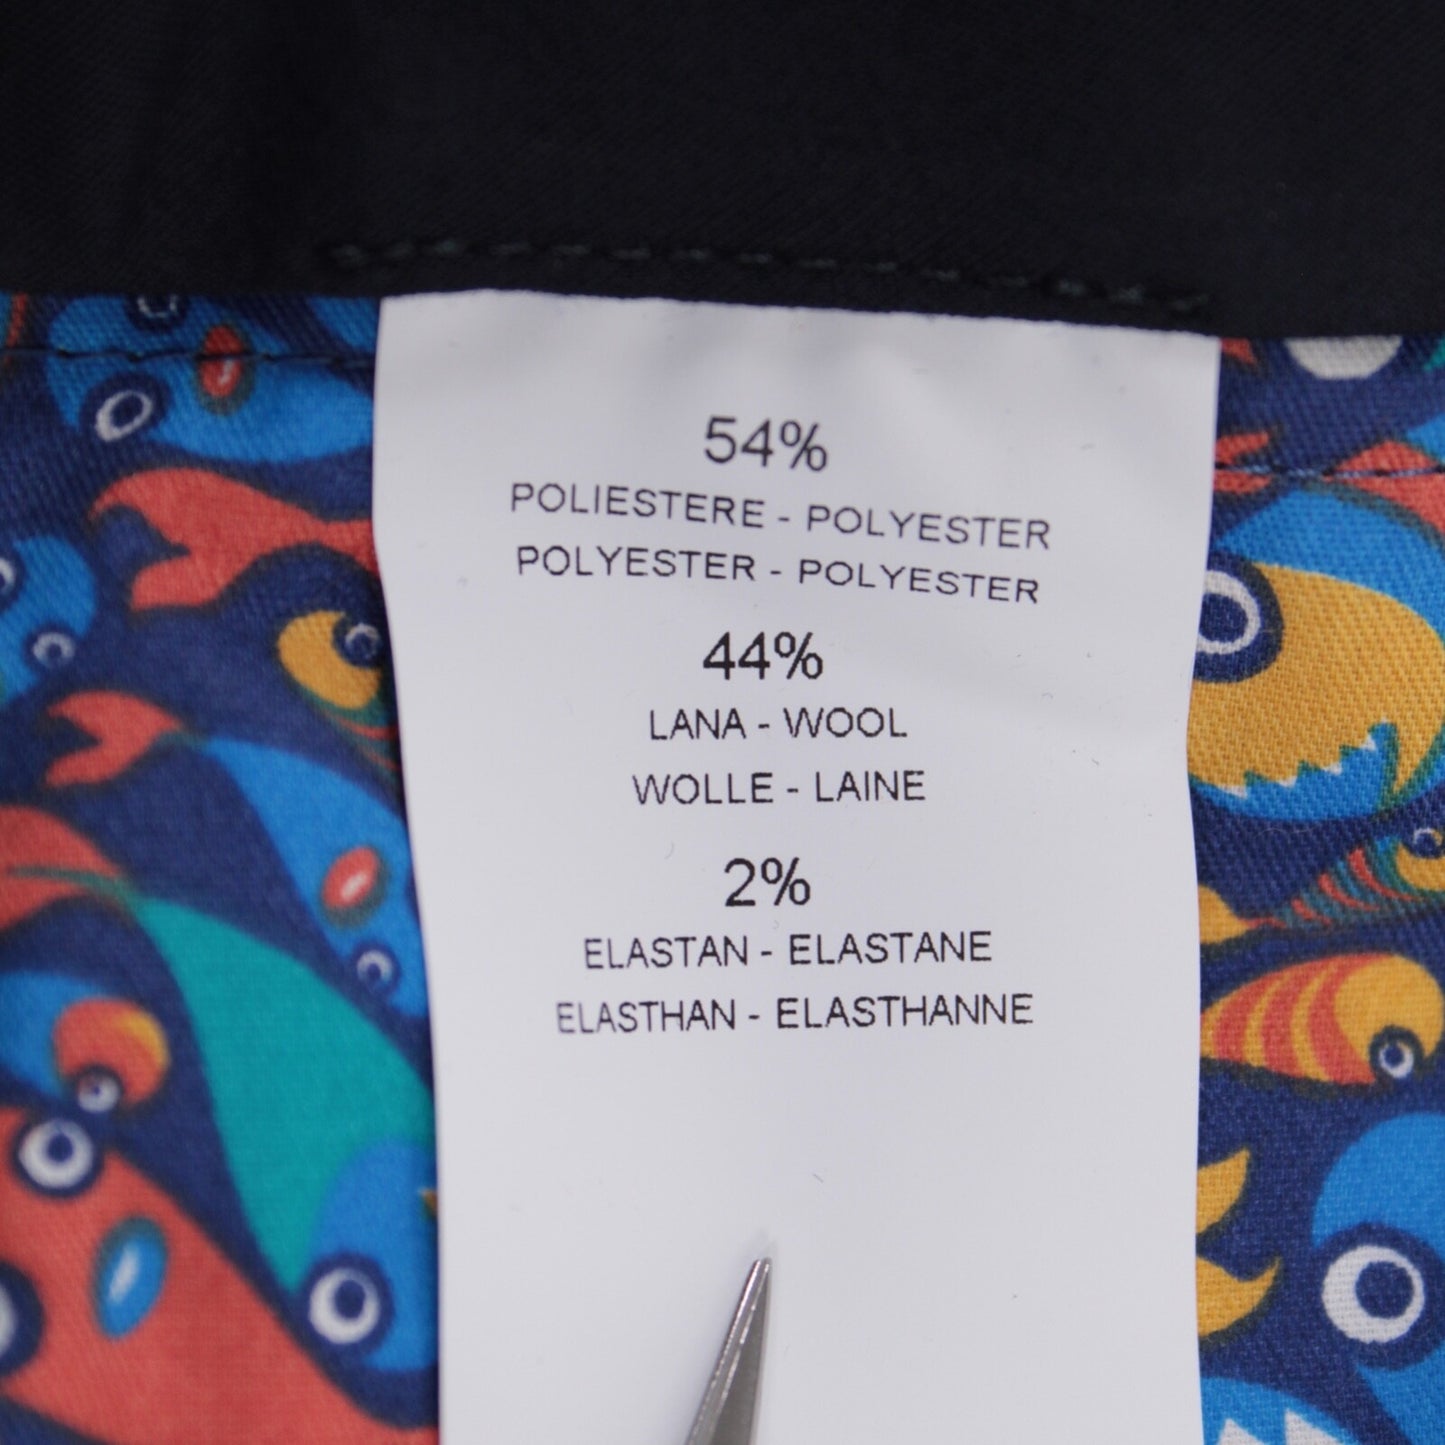 54%
POLIESTERE - POLYESTER
POLYESTER - POLYESTER
44%
LANA - WOOL
WOLLE - LAINE
2%
ELASTAN - ELASTANE
ELASTHAN - ELASTHANNE